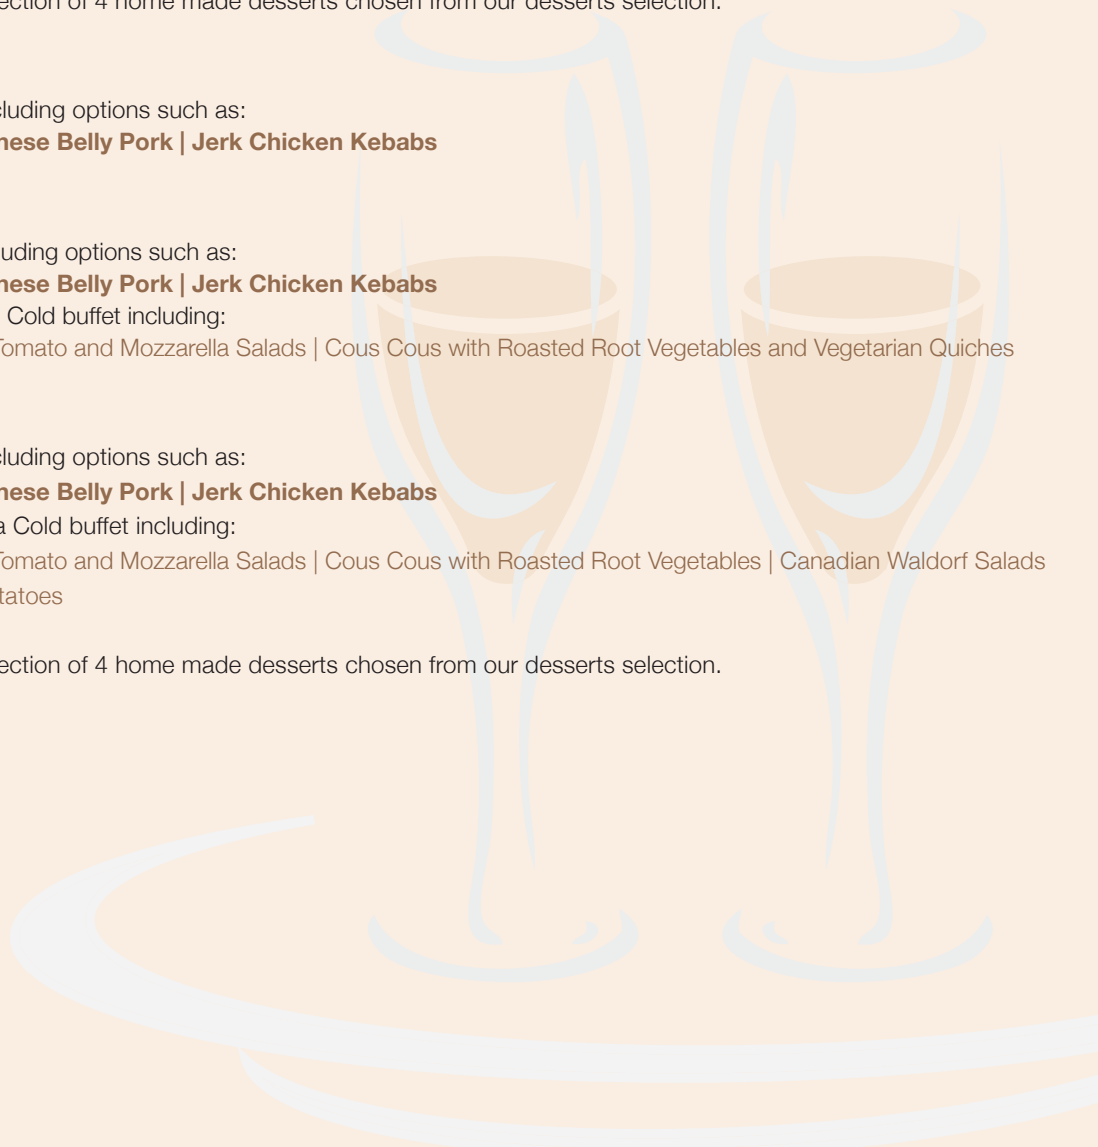 ection of 4 home made desserts chosen from our desserts selection.
cluding options such as:
nese Belly Pork | Jerk Chicken Kebabs
luding options such as:
nese Belly Pork | Jerk Chicken Kebabs
Cold buffet including:
Tomato and Mozzarella Salads | Cous Cous with Roasted Root Vegetables and Vegetarian Quiches
cluding options such as:
nese Belly Pork | Jerk Chicken Kebabs
a Cold buffet including:
Tomato and Mozzarella Salads | Cous Cous with Roasted Root Vegetables | Canadian Waldorf Salads
tatoes
ection of 4 home made desserts chosen from our desserts selection.